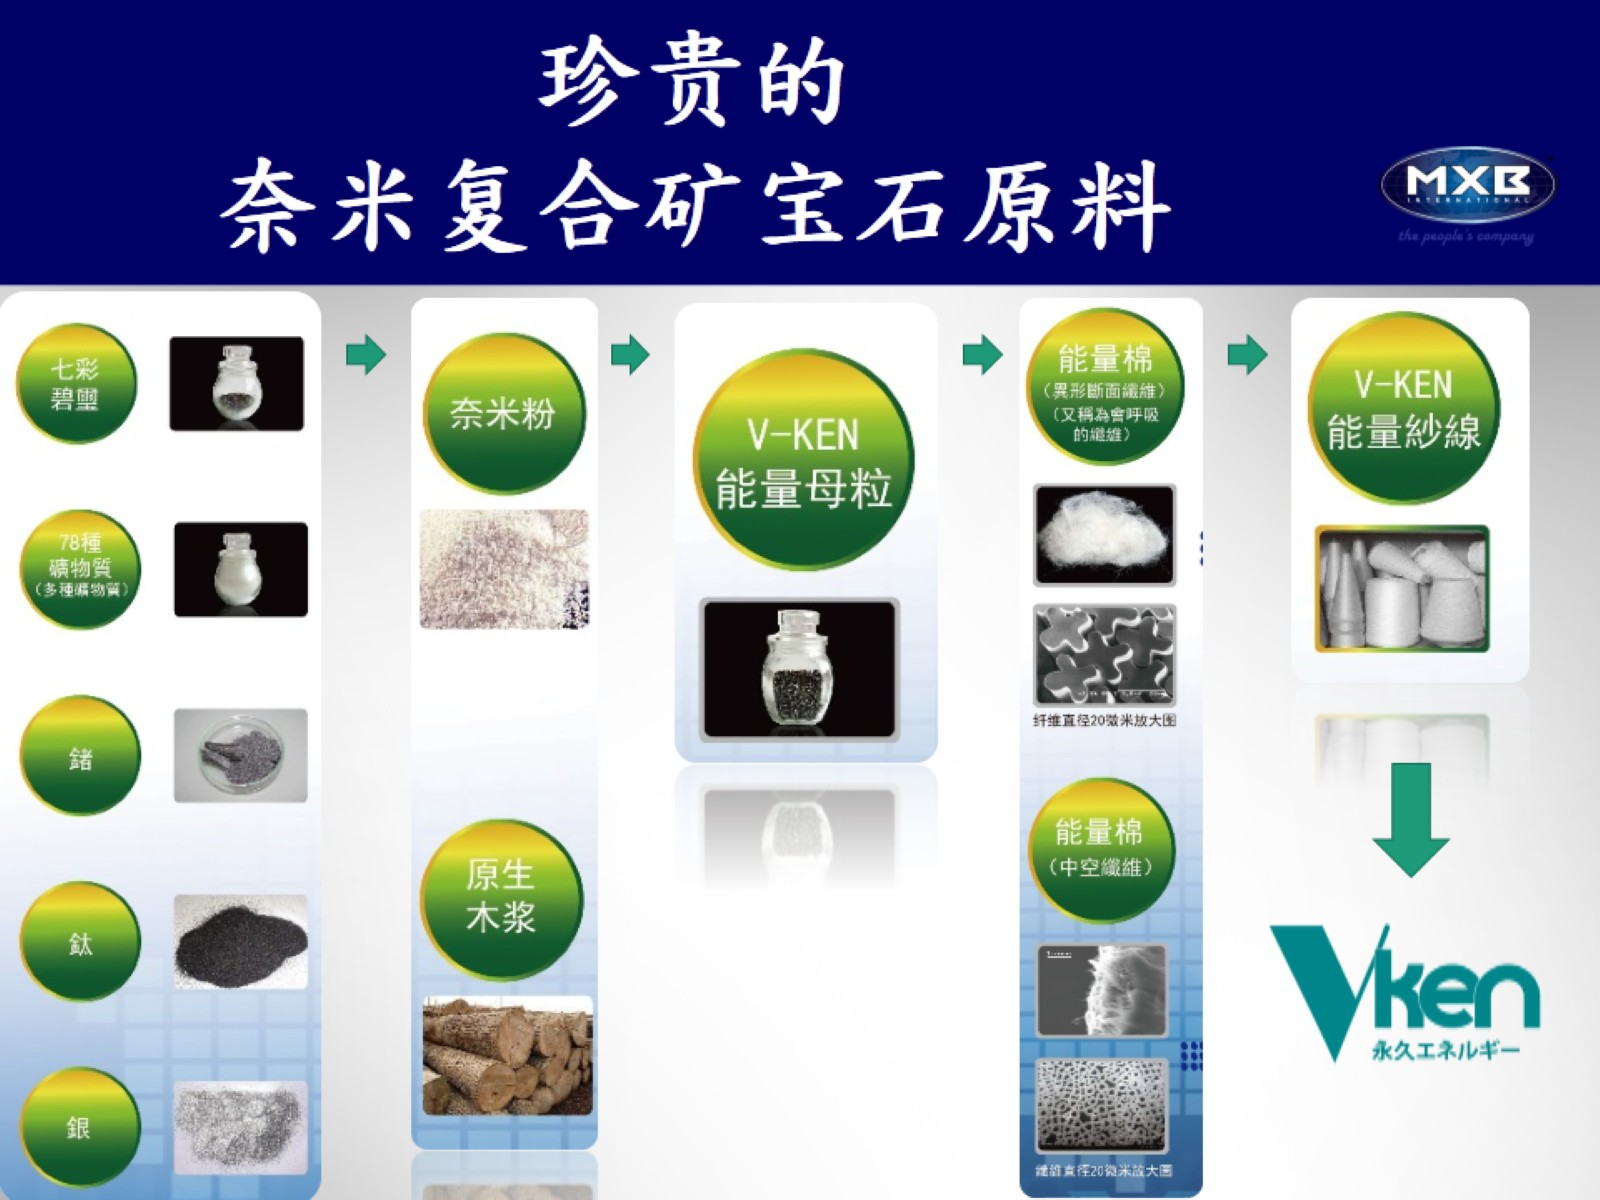 珍贵的
奈米复合矿宝石原料
MXB
INTERNATIONAL
the people's company
七彩
碧璽
78種
礦物質
（多種礦物質）
鍺
鈦
銀
奈米粉
原生
木浆
V-KEN
能量母粒
能量棉
（異形斷面纖維）
（又稱為會呼吸
的纖維）
纤维直径20微米放大图
能量棉
（中空纖維）
纖維直徑20微米放大圖
V-KEN
能量紗線
Vken
永久エネルギー